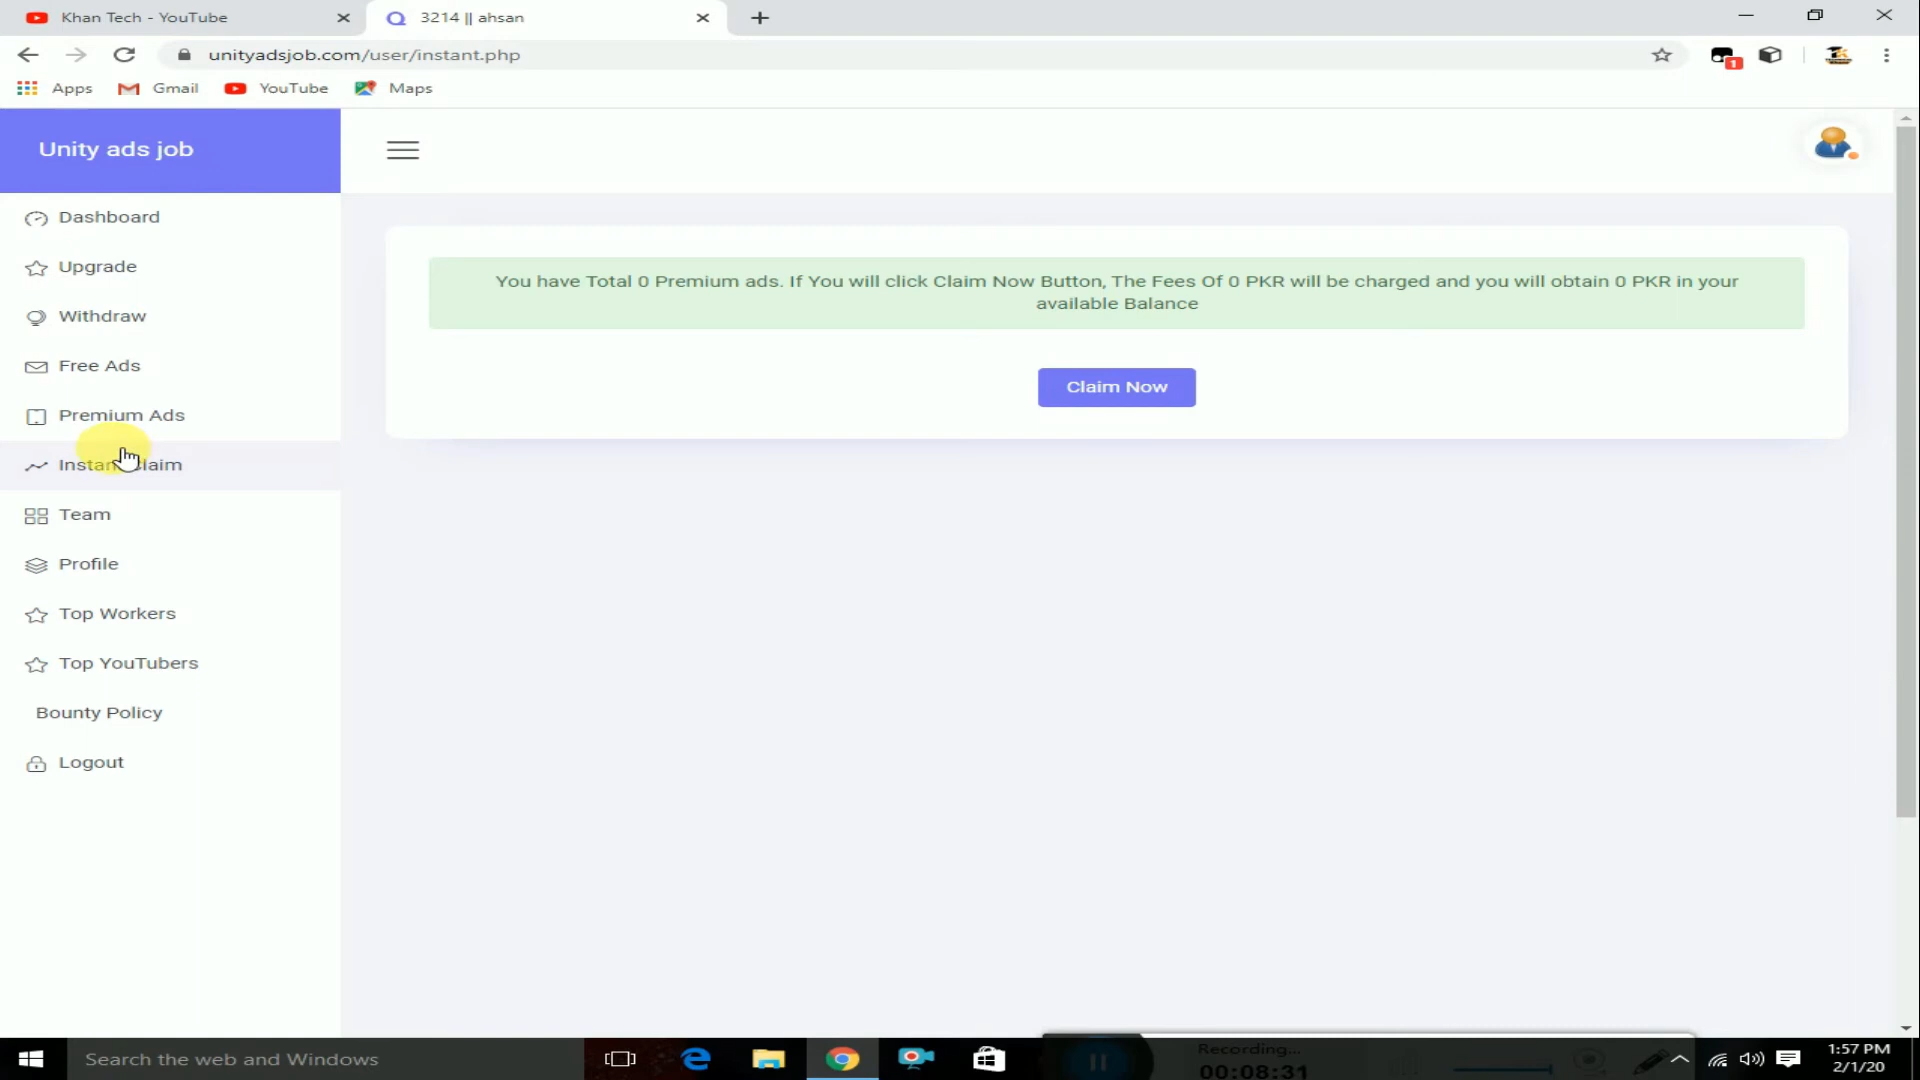 Khan Tech - YouTube
3214 || ahsan
unityadsjob.com/user/instant.php
1
Apps
Gmail
YouTube
Maps
Unity ads job
Dashboard
Upgrade
Withdraw
Free Ads
Premium Ads
Instant Claim
Team
Profile
Top Workers
Top YouTubers
Bounty Policy
Logout
You have Total 0 Premium ads. If You will click Claim Now Button, The Fees Of 0 PKR will be charged and you will obtain 0 PKR in your
available Balance
Claim Now
Search the web and Windows
Recording...
00:08:31
1:57 PM
2/1/20